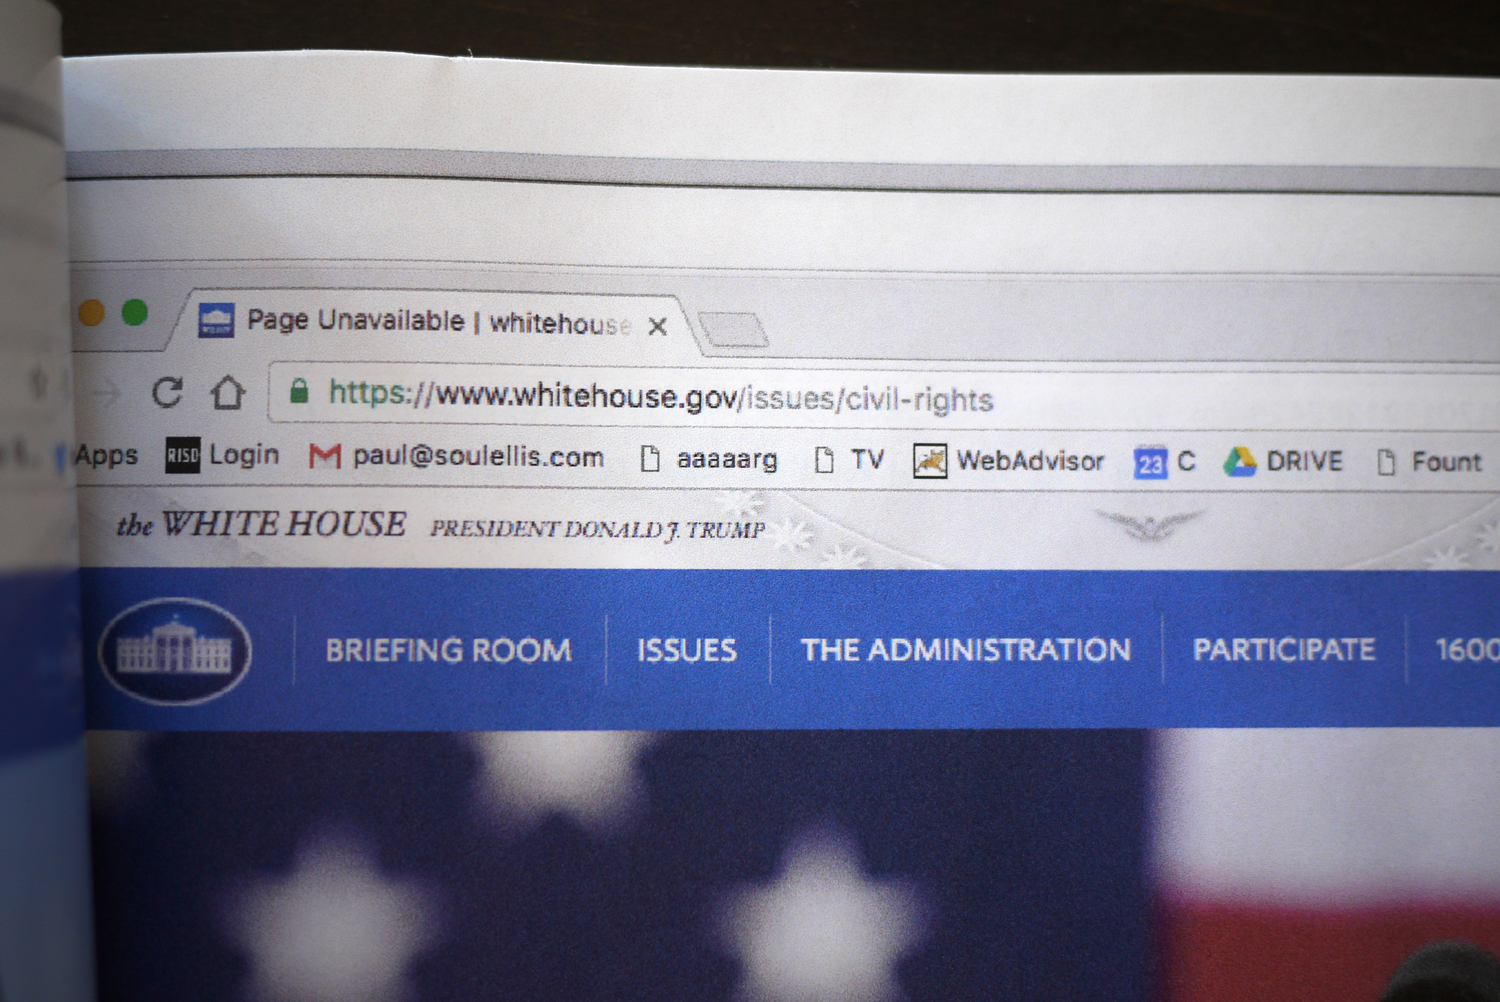 Page Unavailable | whitehouse
https://www.whitehouse.gov/issues/civil-rights
Apps RISD Login paul@soulellis.com aaaaarg TV WebAdvisor 23 C DRIVE Fount
the WHITE HOUSE PRESIDENT DONALD J. TRUMP
BRIEFING ROOM ISSUES THE ADMINISTRATION PARTICIPATE 1600